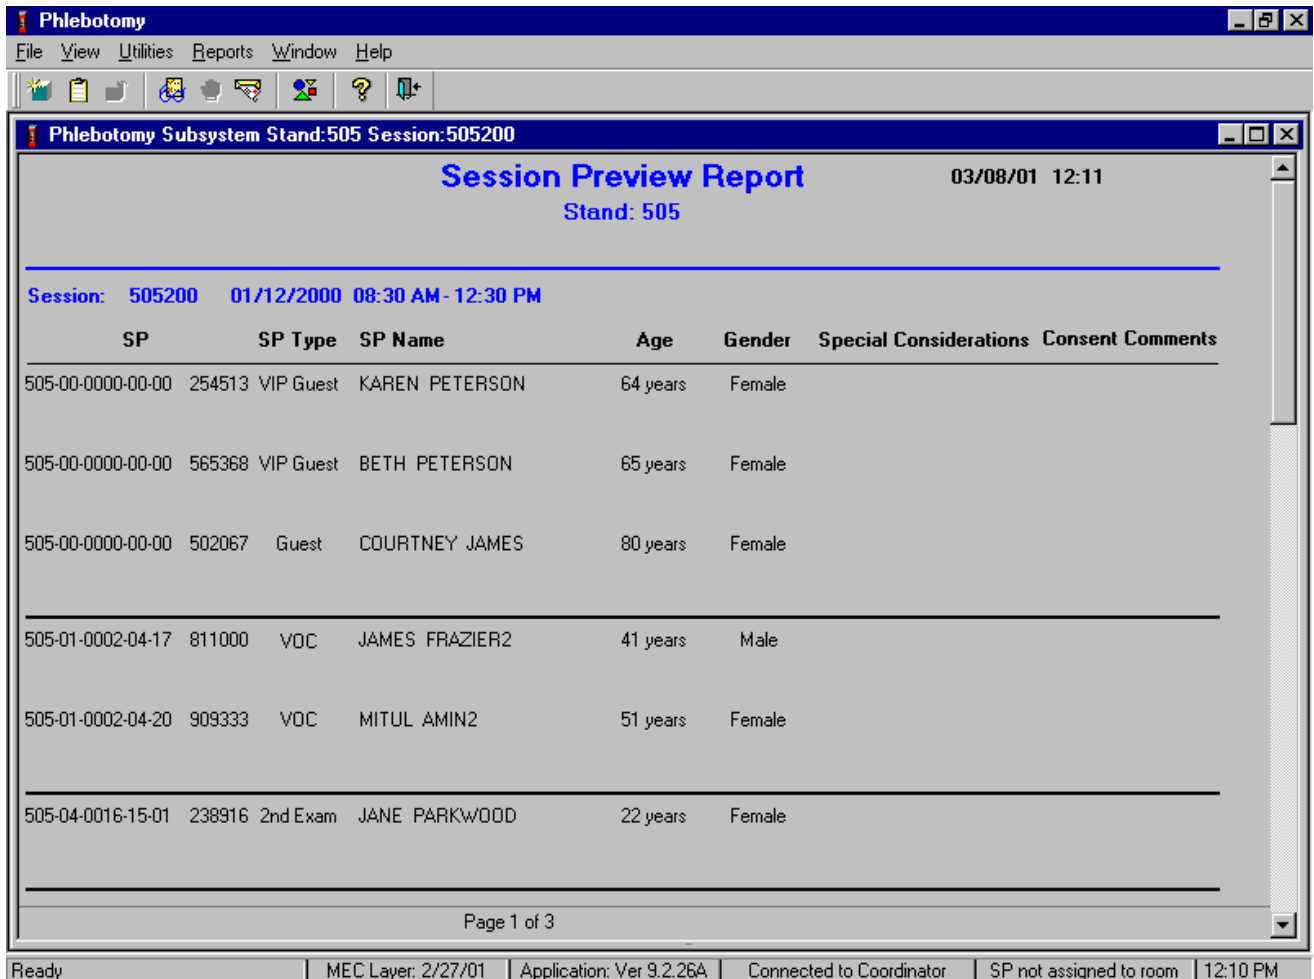 Phlebotomy
File View Utilities Reports Window Help
Phlebotomy Subsystem Stand:505 Session:505200
Session Preview Report 03/08/01 12:11
Stand: 505
Session: 505200 01/12/2000 08:30 AM - 12:30 PM
SP SP Type SP Name Age Gender Special Considerations Consent Comments
505-00-0000-00-00 254513 VIP Guest KAREN PETERSON 64 years Female
505-00-0000-00-00 565368 VIP Guest BETH PETERSON 65 years Female
505-00-0000-00-00 502067 Guest COURTNEY JAMES 80 years Female
505-01-0002-04-17 811000 VOC JAMES FRAZIER2 41 years Male
505-01-0002-04-20 909333 VOC MITUL AMIN2 51 years Female
505-04-0016-15-01 238916 2nd Exam JANE PARKWOOD 22 years Female
Page 1 of 3
Ready MEC Layer: 2/27/01 Application: Ver 9.2.26A Connected to Coordinator SP not assigned to room 12:10 PM